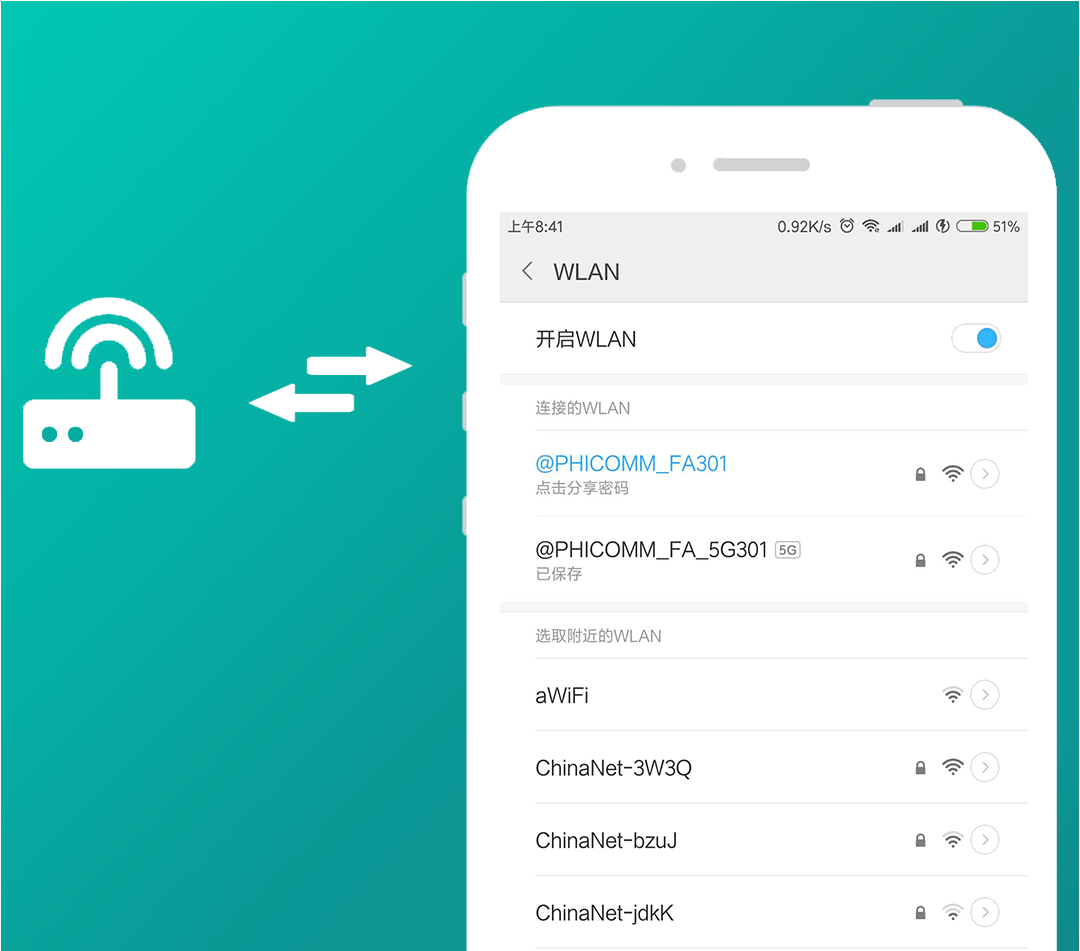 上午8:41 0.92K/s 51%
WLAN
开启WLAN
连接的WLAN
@PHICOMM_FA301
点击分享密码
@PHICOMM_FA_5G301 5G
已保存
选取附近的WLAN
aWiFi
ChinaNet-3W3Q
ChinaNet-bzuJ
ChinaNet-jdkK